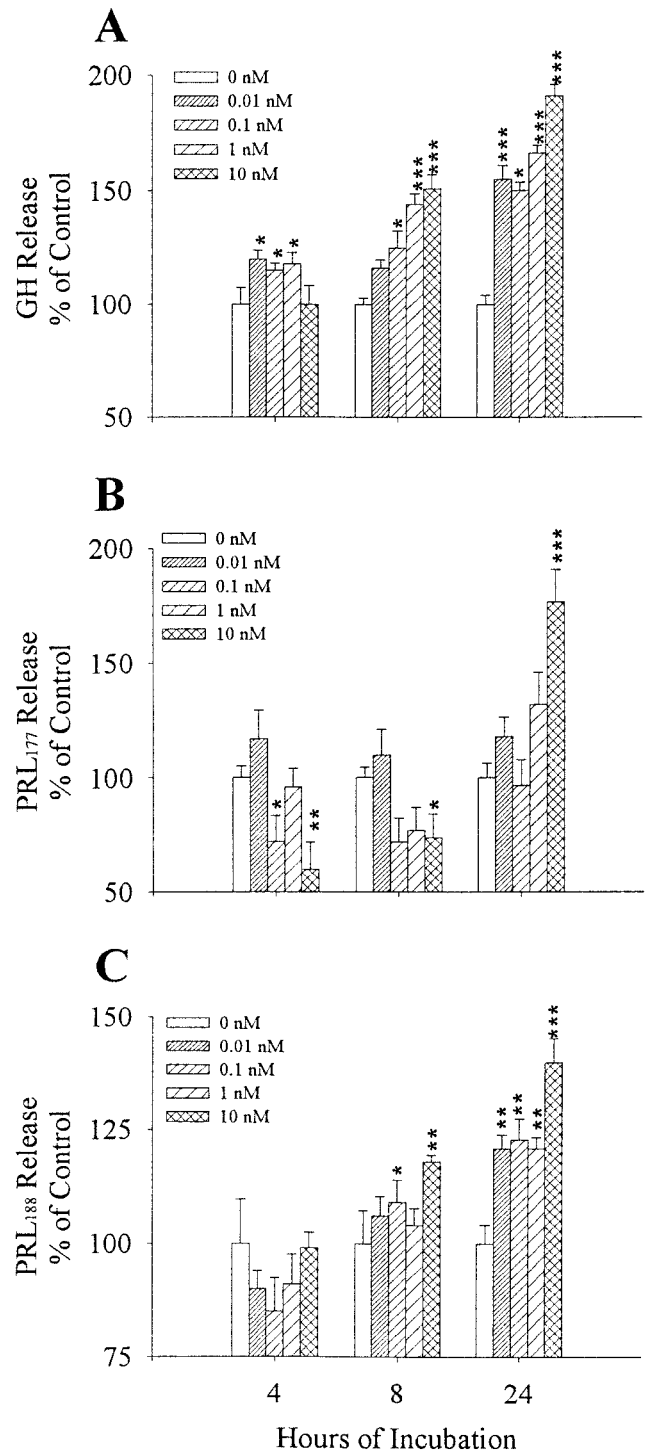 A
GH Release
% of Control
200
150
100
50
0 nM
0.01 nM
0.1 nM
1 nM
10 nM
* * *
* *** ***
*** * *** ***
B
PRL177 Release
% of Control
200
150
100
50
0 nM
0.01 nM
0.1 nM
1 nM
10 nM
* **
*
***
C
PRL188 Release
% of Control
150
125
100
75
0 nM
0.01 nM
0.1 nM
1 nM
10 nM
* **
** ** ** ***
4 8 24
Hours of Incubation